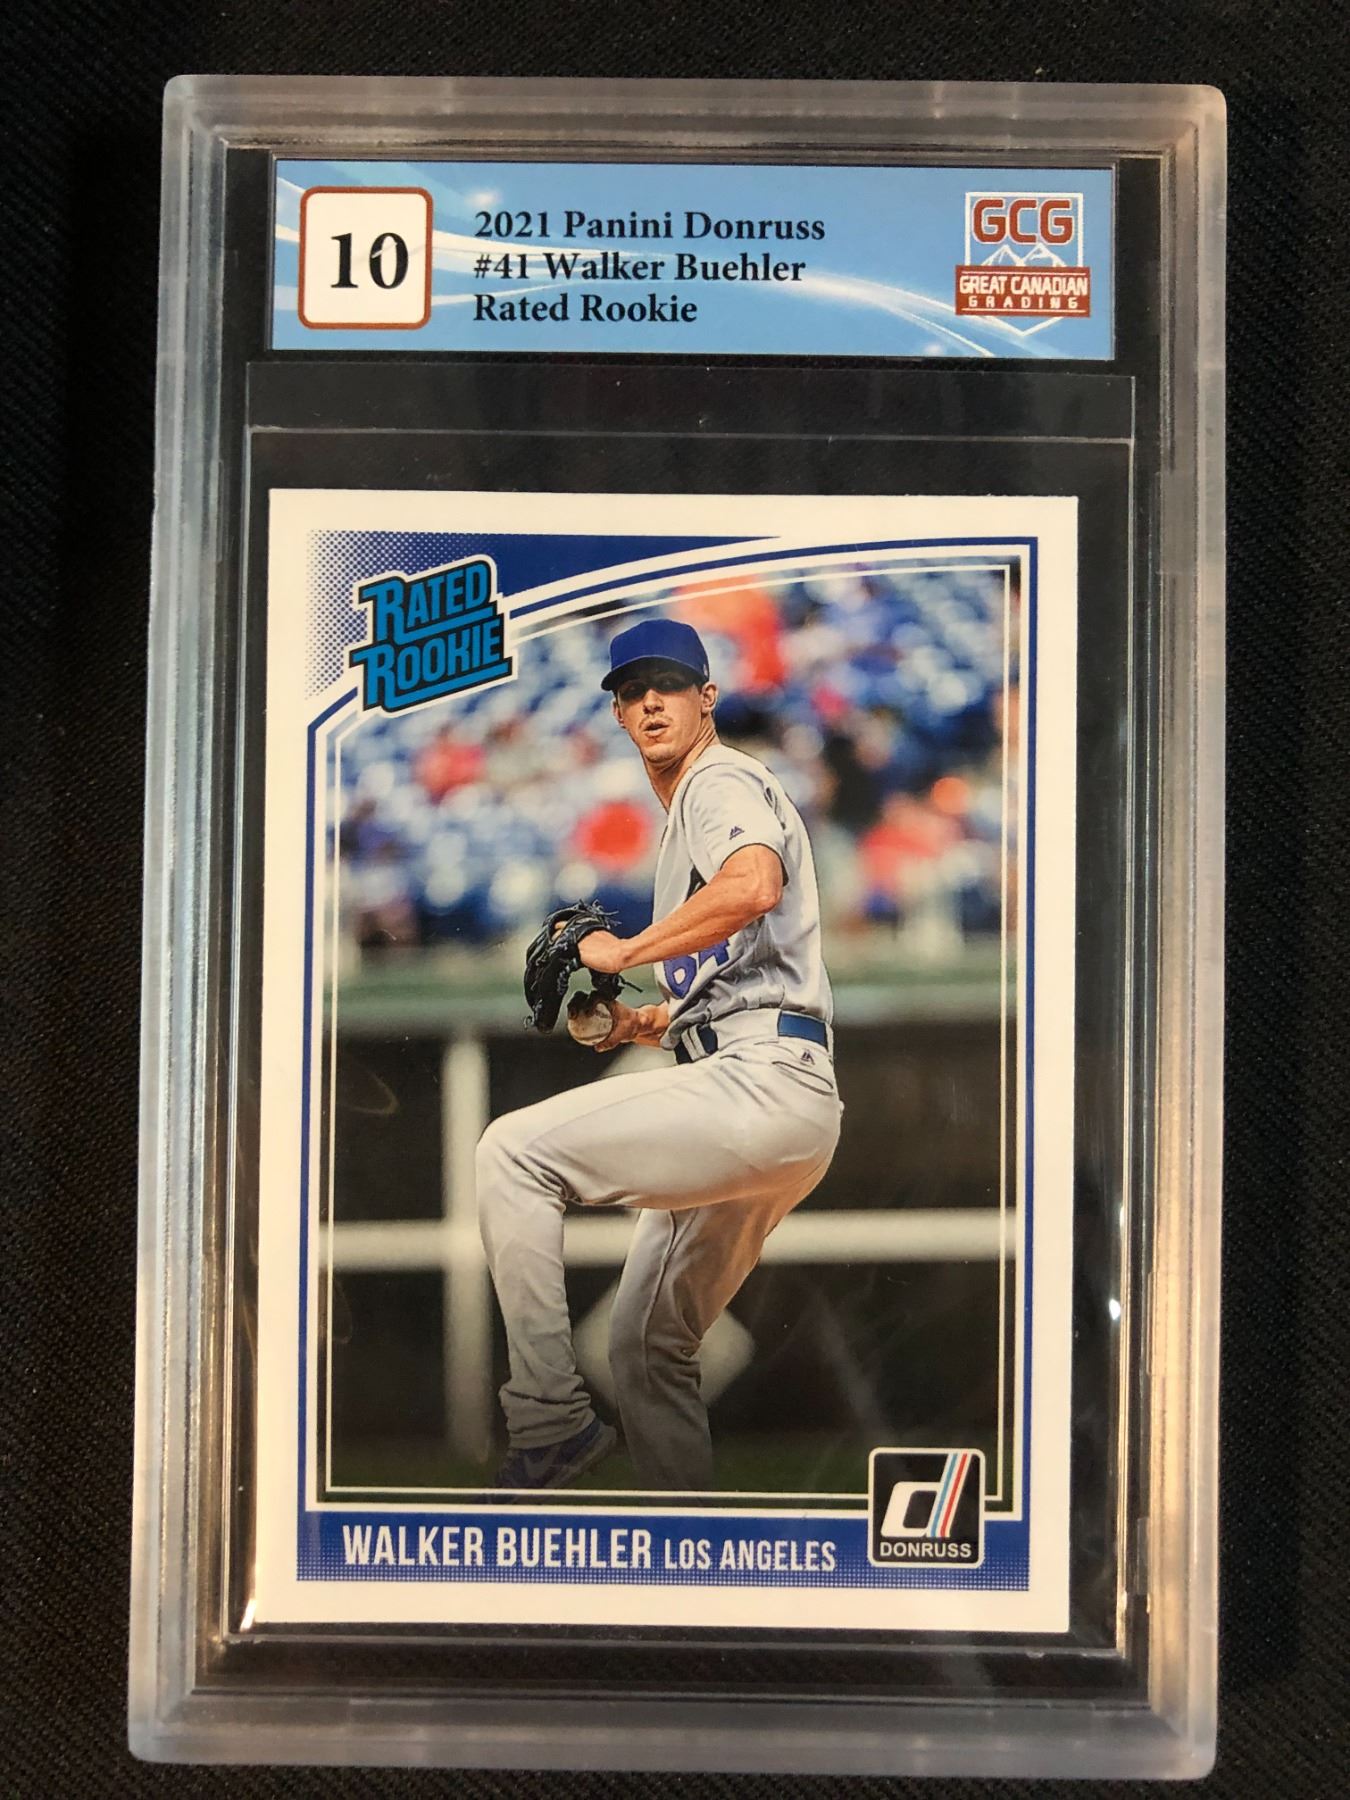 10
2021 Panini Donruss
#41 Walker Buehler
Rated Rookie
GCG
GREAT CANADIAN
GRADING
RATED
ROOKIE
64
WALKER BUEHLER LOS ANGELES
d
DONRUSS